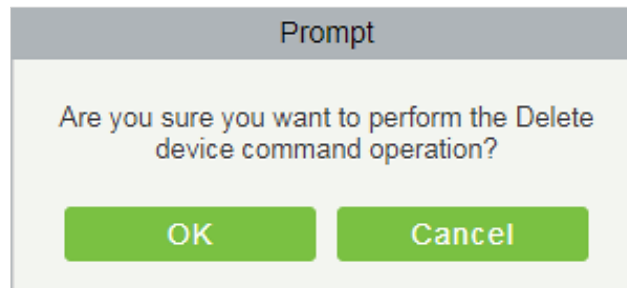 Prompt
Are you sure you want to perform the Delete
device command operation?
OK Cancel